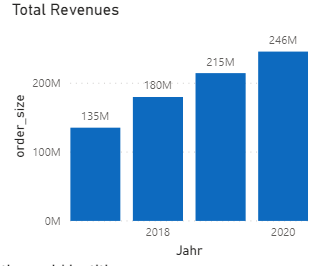 Total Revenues
246M
215M
200M
180M
135M
order_size
100M
0M
2018
2020
Jahr